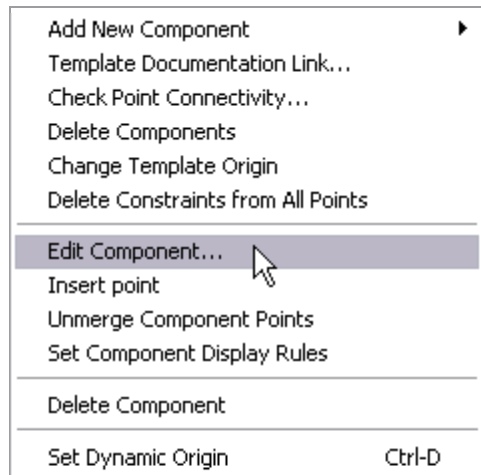 Add New Component
Template Documentation Link...
Check Point Connectivity...
Delete Components
Change Template Origin
Delete Constraints from All Points
Edit Component...
Insert point
Unmerge Component Points
Set Component Display Rules
Delete Component
Set Dynamic Origin Ctrl-D